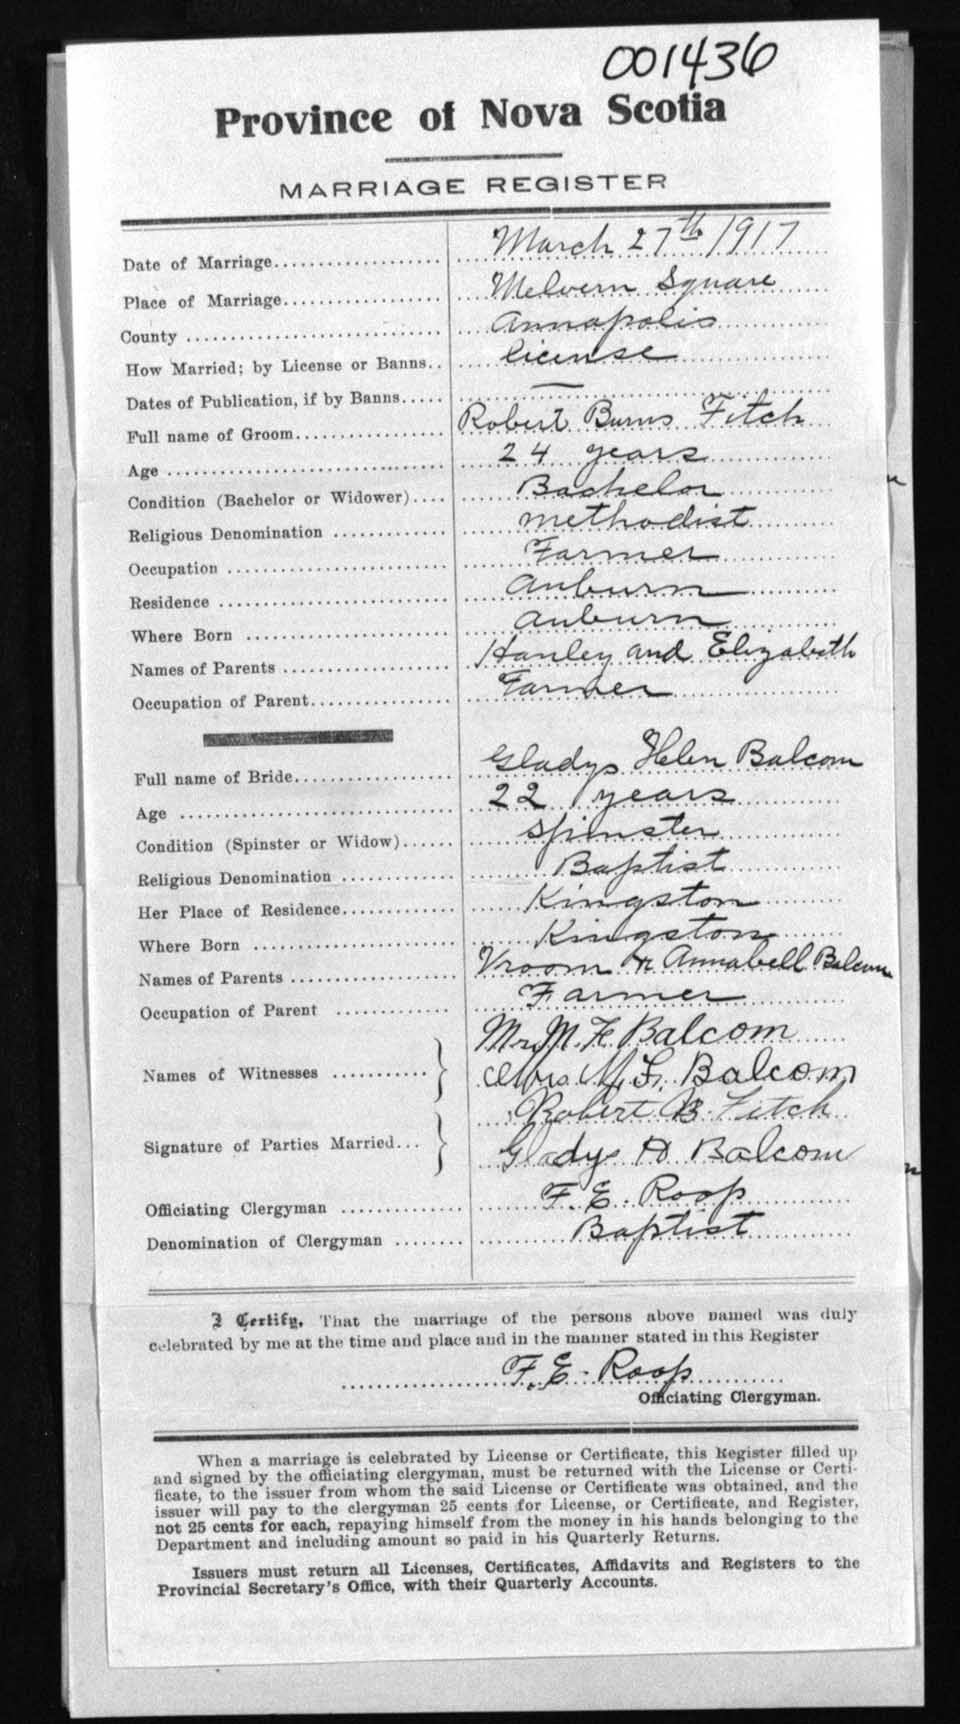 001436
Province of Nova Scotia
MARRIAGE REGISTER
Date of Marriage.................... March 27th 1917
Place of Marriage................... Melvern Square
County .............................. Annapolis
How Married; by License or Banns.. license
Dates of Publication, if by Banns..... —
Full name of Groom.................. Robert Burns Fitch
Age .................................. 24 years
Condition (Bachelor or Widower).... Bachelor
Religious Denomination ............. methodist
Occupation .......................... Farmer
Residence ........................... Auburn
Where Born ........................ Auburn
Names of Parents ................... Hanley and Elizabeth
Occupation of Parent................ Farmer
Full name of Bride................... Gladys Helen Balcom
Age .................................. 22 years
Condition (Spinster or Widow)...... Spinster
Religious Denomination ............. Baptist
Her Place of Residence............. Kingston
Where Born ........................ Kingston
Names of Parents ................... Vroom Annabell Balcom
Occupation of Parent ............. Farmer
Mr. M. F. Balcom
Names of Witnesses ........... } Mrs. M. F. Balcom
Robert B. Fitch
Signature of Parties Married... } Gladys H Balcom
Officiating Clergyman .............. F. E. Roop
Denomination of Clergyman ........ Baptist
I Certify, That the marriage of the persons above named was duly
celebrated by me at the time and place and in the manner stated in this Register
F. E. Roop
Officiating Clergyman.
When a marriage is celebrated by License or Certificate, this Register filled up
and signed by the officiating clergyman, must be returned with the License or Certi-
ficate, to the issuer from whom the said License or Certificate was obtained, and the
issuer will pay to the clergyman 25 cents for License, or Certificate, and Register,
not 25 cents for each, repaying himself from the money in his hands belonging to the
Department and including amount so paid in his Quarterly Returns.
Issuers must return all Licenses, Certificates, Affidavits and Registers to the
Provincial Secretary's Office, with their Quarterly Accounts.